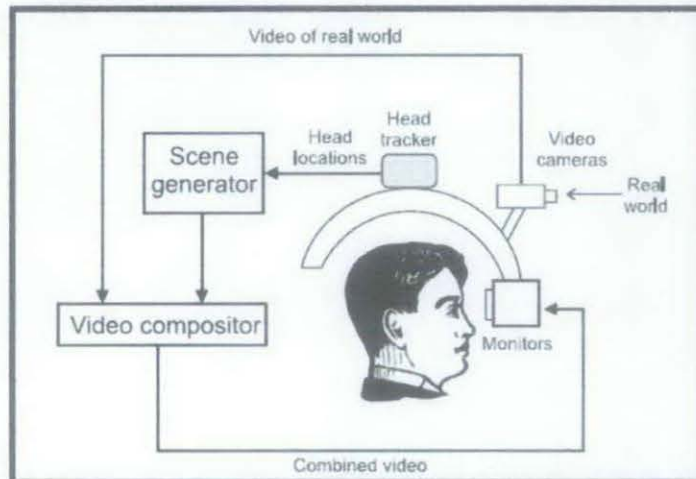 Video of real world
Head
tracker
Head
locations
Video
cameras
Scene
generator
Real
world
Video compositor
Monitors
Combined video